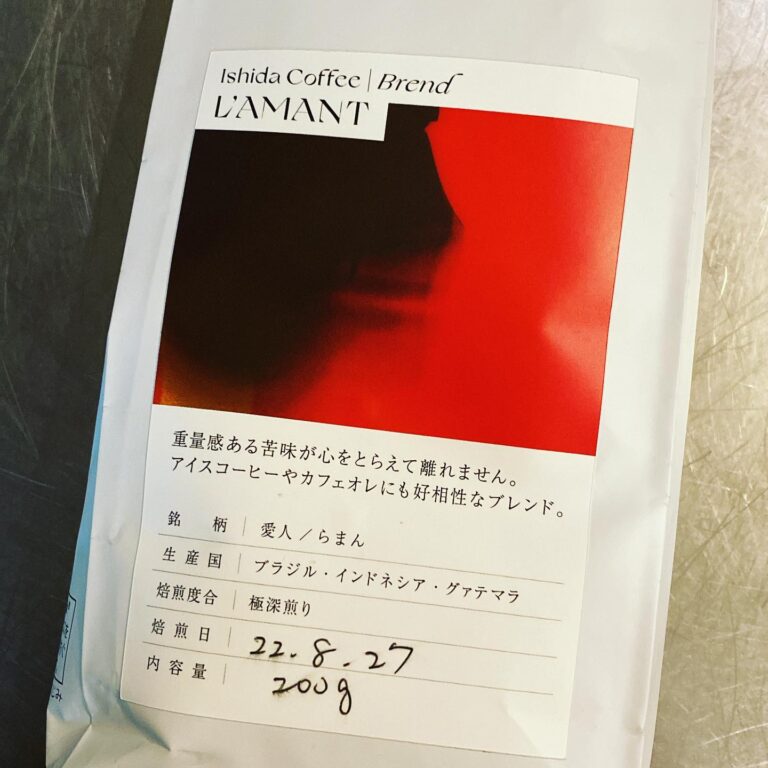 Ishida Coffee | Brend
L'AMANT
重量感ある苦味が心をとらえて離れません。
アイスコーヒーやカフェオレにも好相性なブレンド。
銘柄 | 愛人／らまん
生産国 | ブラジル・インドネシア・グァテマラ
焙煎度合 | 極深煎り
焙煎日 | 22.8.27
内容量 | 200g